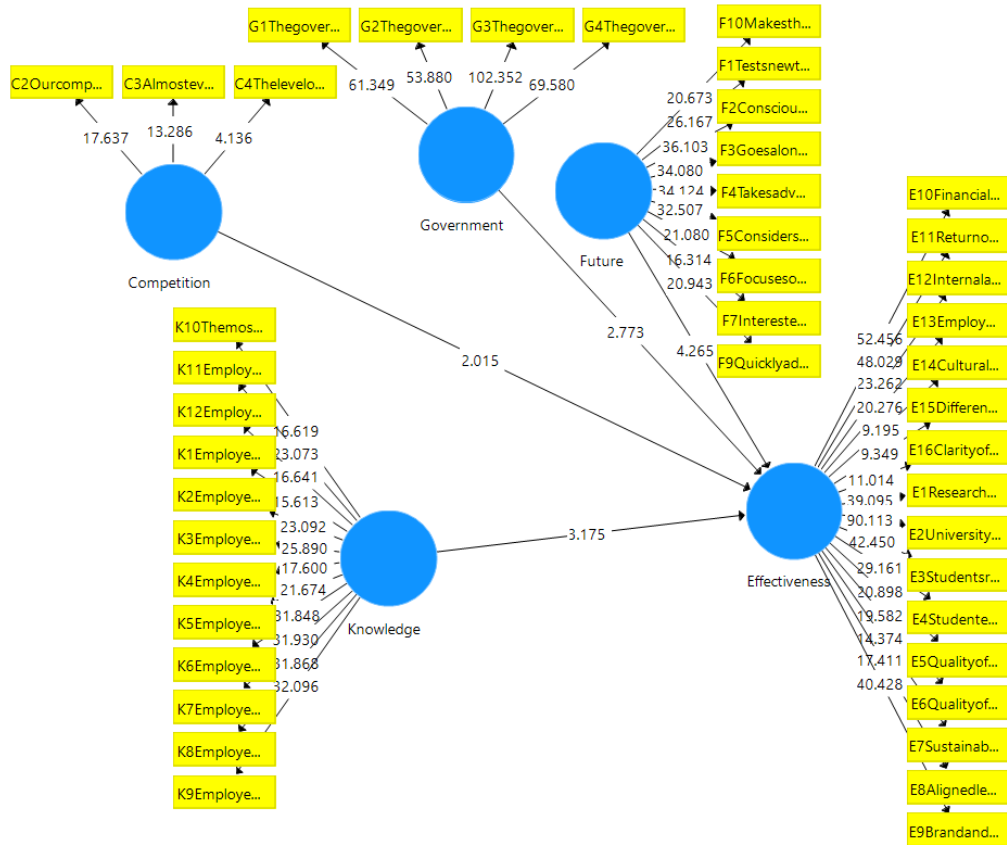 G1Thegover...
G2Thegover...
G3Thegover...
G4Thegover...
61.349
53.880
102.352
69.580
Government
C2Ourcomp...
C3Almostev...
C4Thelevelo...
17.637
13.286
4.136
Competition
F10Makesth...
F1Testsnewt...
F2Consciou...
F3Goesalon...
F4Takesadv...
F5Considers...
F6Focuseso...
F7Intereste...
F9Quicklyad...
20.673
26.167
36.103
34.080
34.124
32.507
21.080
16.314
20.943
Future
2.015
2.773
4.265
3.175
K10Themos...
K11Employ...
K12Employ...
K1Employe...
K2Employe...
K3Employe...
K4Employe...
K5Employe...
K6Employe...
K7Employe...
K8Employe...
K9Employe...
16.619
23.073
16.641
15.613
23.092
25.890
17.600
21.674
31.848
31.930
31.868
32.096
Knowledge
E10Financial...
E11Returno...
E12Internala...
E13Employ...
E14Cultural...
E15Differen...
E16Clarityof...
E1Research...
E2University...
E3Studentsr...
E4Studente...
E5Qualityof...
E6Qualityof...
E7Sustainab...
E8Alignedle...
E9Brandand...
52.456
48.029
23.262
20.276
9.195
9.349
11.014
39.095
90.113
42.450
29.161
20.898
19.582
14.374
17.411
40.428
Effectiveness